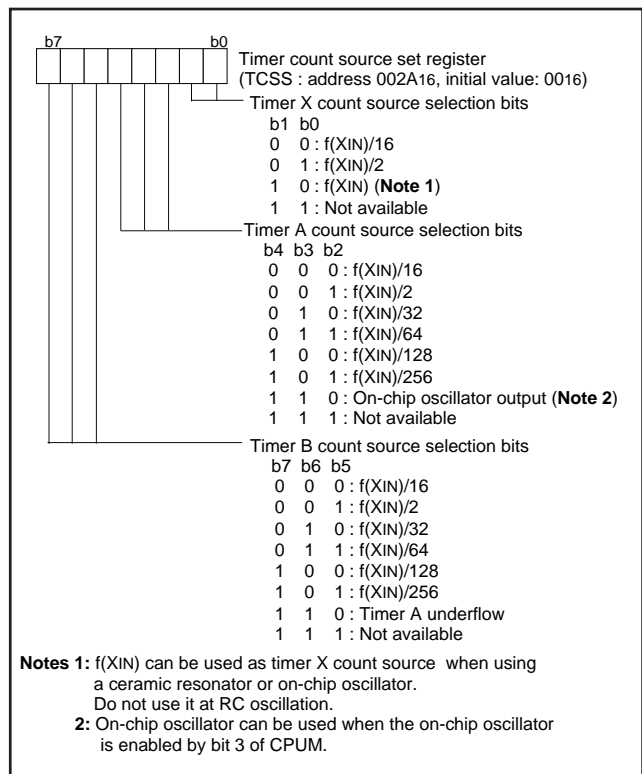 b7 b0
Timer count source set register
(TCSS : address 002A16, initial value: 0016)
Timer X count source selection bits
b1 b0
0 0 : f(XIN)/16
0 1 : f(XIN)/2
1 0 : f(XIN) (Note 1)
1 1 : Not available
Timer A count source selection bits
b4 b3 b2
0 0 0 : f(XIN)/16
0 0 1 : f(XIN)/2
0 1 0 : f(XIN)/32
0 1 1 : f(XIN)/64
1 0 0 : f(XIN)/128
1 0 1 : f(XIN)/256
1 1 0 : On-chip oscillator output (Note 2)
1 1 1 : Not available
Timer B count source selection bits
b7 b6 b5
0 0 0 : f(XIN)/16
0 0 1 : f(XIN)/2
0 1 0 : f(XIN)/32
0 1 1 : f(XIN)/64
1 0 0 : f(XIN)/128
1 0 1 : f(XIN)/256
1 1 0 : Timer A underflow
1 1 1 : Not available
Notes 1: f(XIN) can be used as timer X count source when using
a ceramic resonator or on-chip oscillator.
Do not use it at RC oscillation.
2: On-chip oscillator can be used when the on-chip oscillator
is enabled by bit 3 of CPUM.